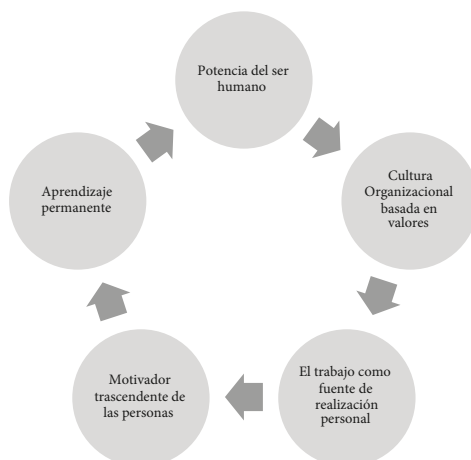 Potencia del ser
humano
Cultura
Organizacional
basada en
valores
El trabajo como
fuente de
realización
personal
Motivador
trascendente de
las personas
Aprendizaje
permanente